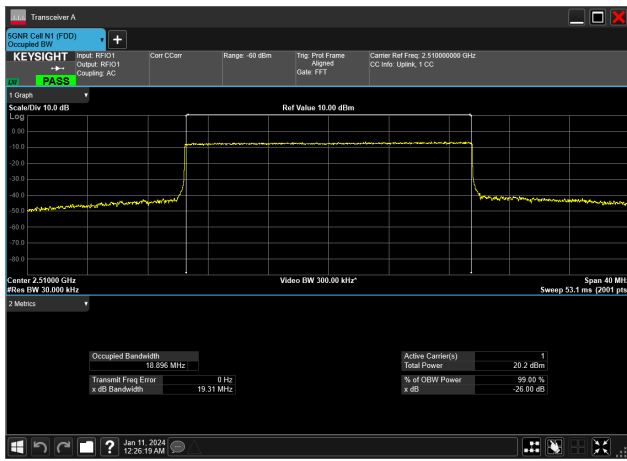 Transceiver A
5GNR Cell N1 (FDD)
Occupied BW
KEYSIGHT
Input: RFIO1
Output: RFIO1
Coupling: AC
Corr CCorr
Range: -60 dBm
Trig: Prot Frame
Aligned
Gate: FFT
Carrier Ref Freq: 2.510000000 GHz
CC Info: Uplink, 1 CC
PASS
1 Graph
Scale/Div 10.0 dB
Ref Value 10.00 dBm
Log
0.00
-10.0
-20.0
-30.0
-40.0
-50.0
-60.0
-70.0
-80.0
Center 2.51000 GHz
Video BW 300.00 kHz*
Span 40 MH
#Res BW 30.000 kHz
Sweep 53.1 ms (2001 pts
2 Metrics
Occupied Bandwidth
18.896 MHz
Transmit Freq Error 0 Hz
x dB Bandwidth 19.31 MHz
Active Carrier(s) 1
Total Power 20.2 dBm
% of OBW Power 99.00 %
x dB -26.00 dB
Jan 11, 2024
12:26:19 AM